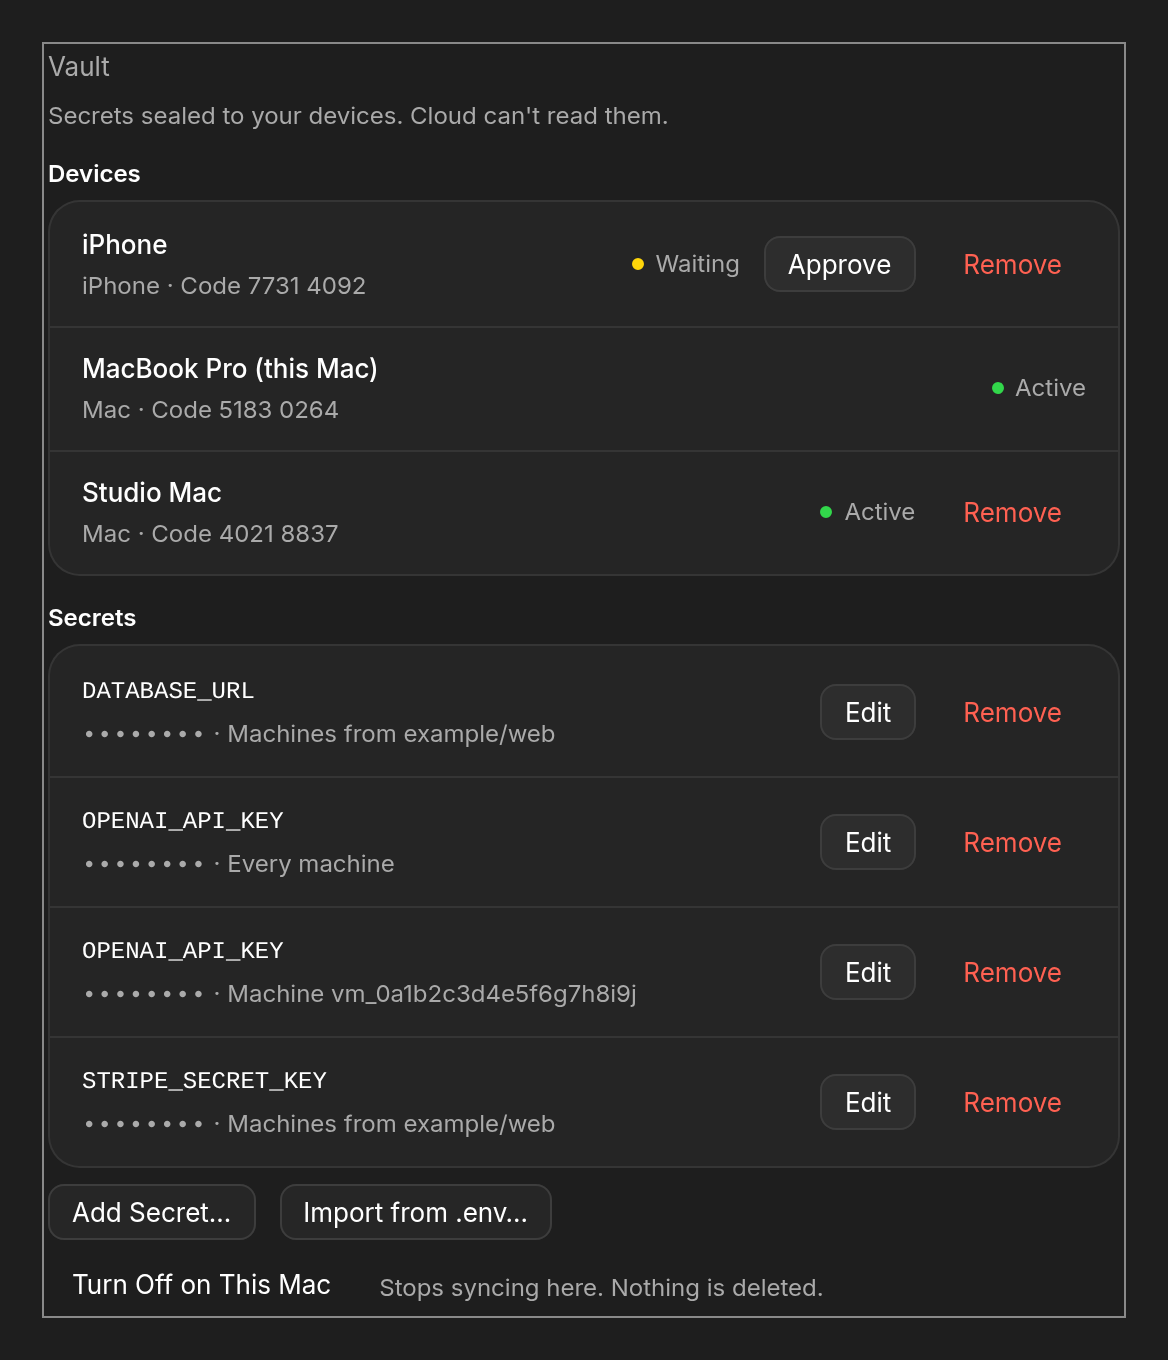 Vault
Secrets sealed to your devices. Cloud can't read them.
Devices
iPhone
iPhone · Code 7731 4092
Waiting
Approve
Remove
MacBook Pro (this Mac)
Mac · Code 5183 0264
Active
Studio Mac
Mac · Code 4021 8837
Active
Remove
Secrets
DATABASE_URL
•••••••• · Machines from example/web
Edit
Remove
OPENAI_API_KEY
•••••••• · Every machine
Edit
Remove
OPENAI_API_KEY
•••••••• · Machine vm_0a1b2c3d4e5f6g7h8i9j
Edit
Remove
STRIPE_SECRET_KEY
•••••••• · Machines from example/web
Edit
Remove
Add Secret...
Import from .env...
Turn Off on This Mac
Stops syncing here. Nothing is deleted.